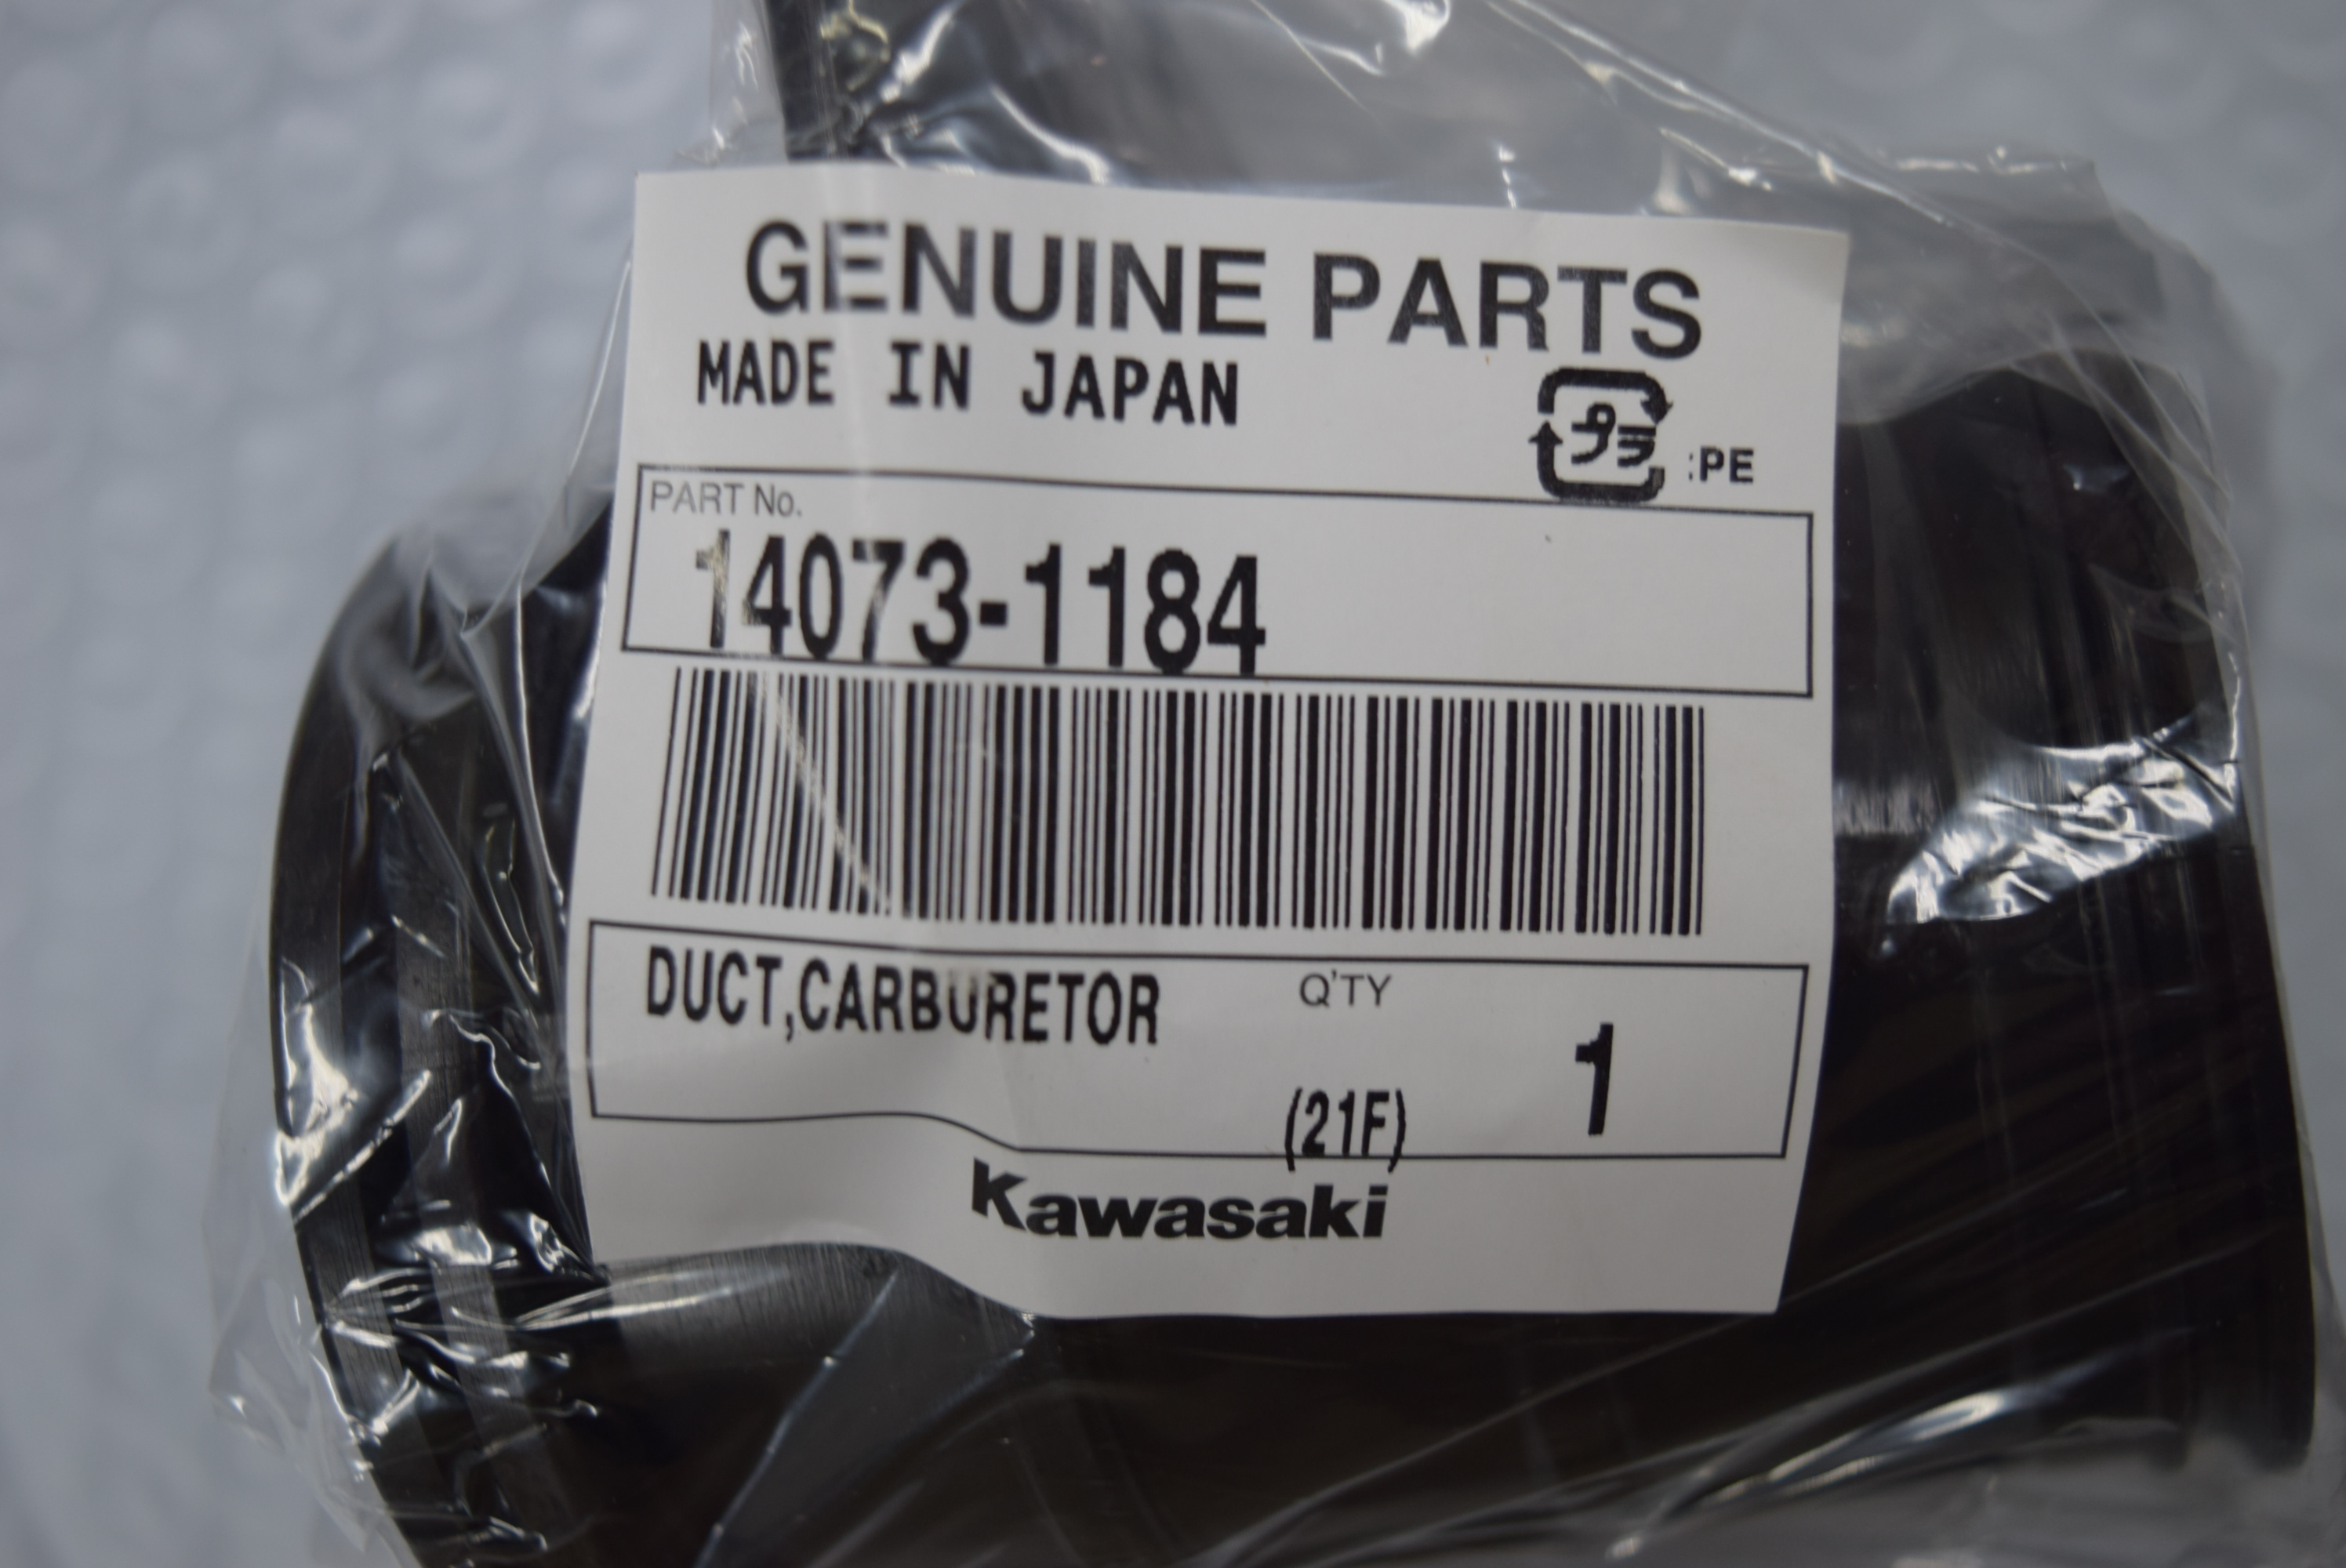 GENUINE PARTS
MADE IN JAPAN
プラ :PE
PART No.
14073-1184
DUCT,CARBURETOR Q'TY
1
(21F)
Kawasaki